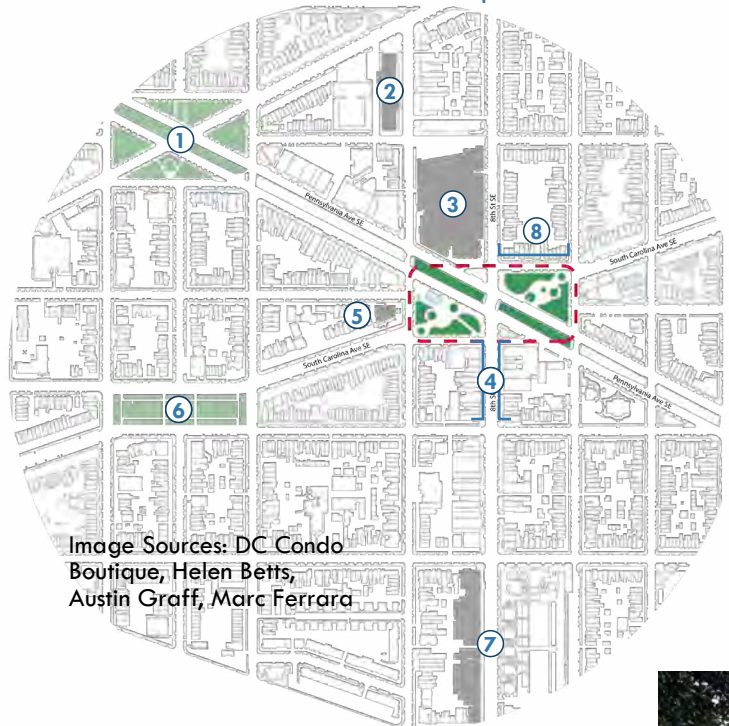 1
2
3
8th St SE
8
Pennsylvania Ave SE
South Carolina Ave SE
5
South Carolina Ave SE
4
8th St
Pennsylvania Ave SE
6
Image Sources: DC Condo
Boutique, Helen Betts,
Austin Graff, Marc Ferrara
7